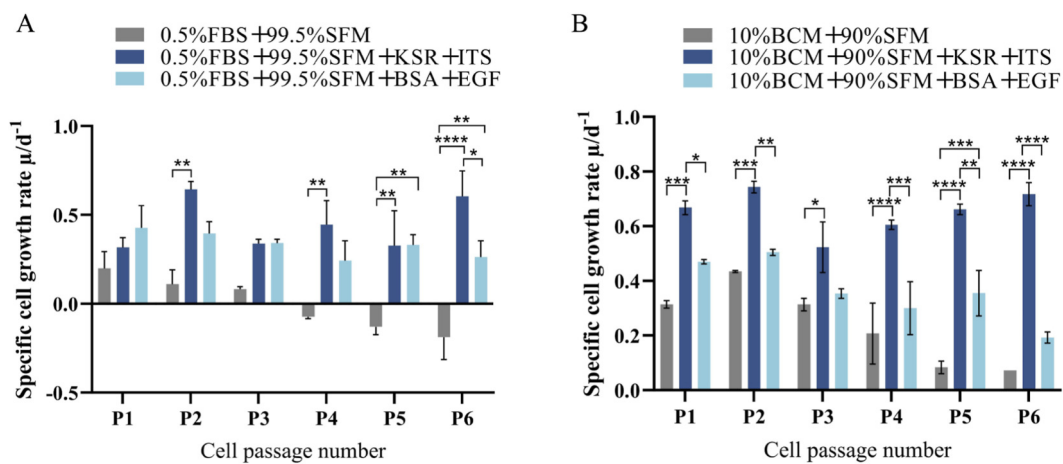 A
0.5%FBS+99.5%SFM
0.5%FBS+99.5%SFM+KSR+ITS
0.5%FBS+99.5%SFM+BSA+EGF
Specific cell growth rate μ/d⁻¹
1.0
0.5
0.0
-0.5
**
**
**
**
**
****
*
P1 P2 P3 P4 P5 P6
Cell passage number
B
10%BCM+90%SFM
10%BCM+90%SFM+KSR+ITS
10%BCM+90%SFM+BSA+EGF
Specific cell growth rate μ/d⁻¹
1.0
0.8
0.6
0.4
0.2
0.0
***
*
***
**
*
****
***
***
****
**
****
****
P1 P2 P3 P4 P5 P6
Cell passage number